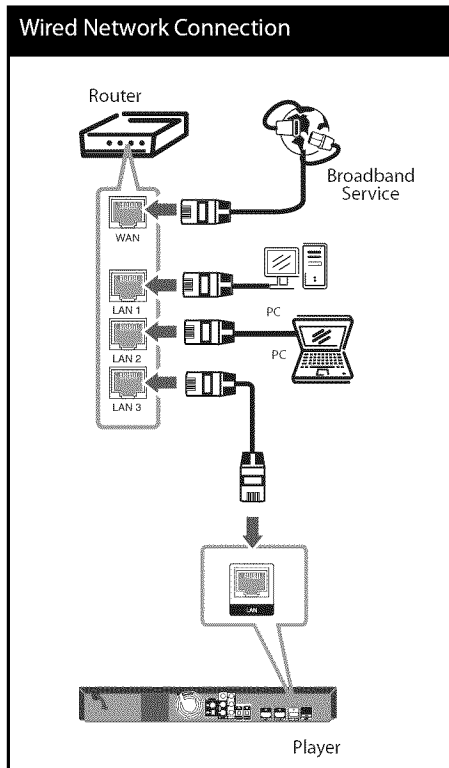 Wired Network Connection
Router
Broadband
Service
WAN
LAN 1
PC
LAN 2
PC
LAN 3
LAN
Player